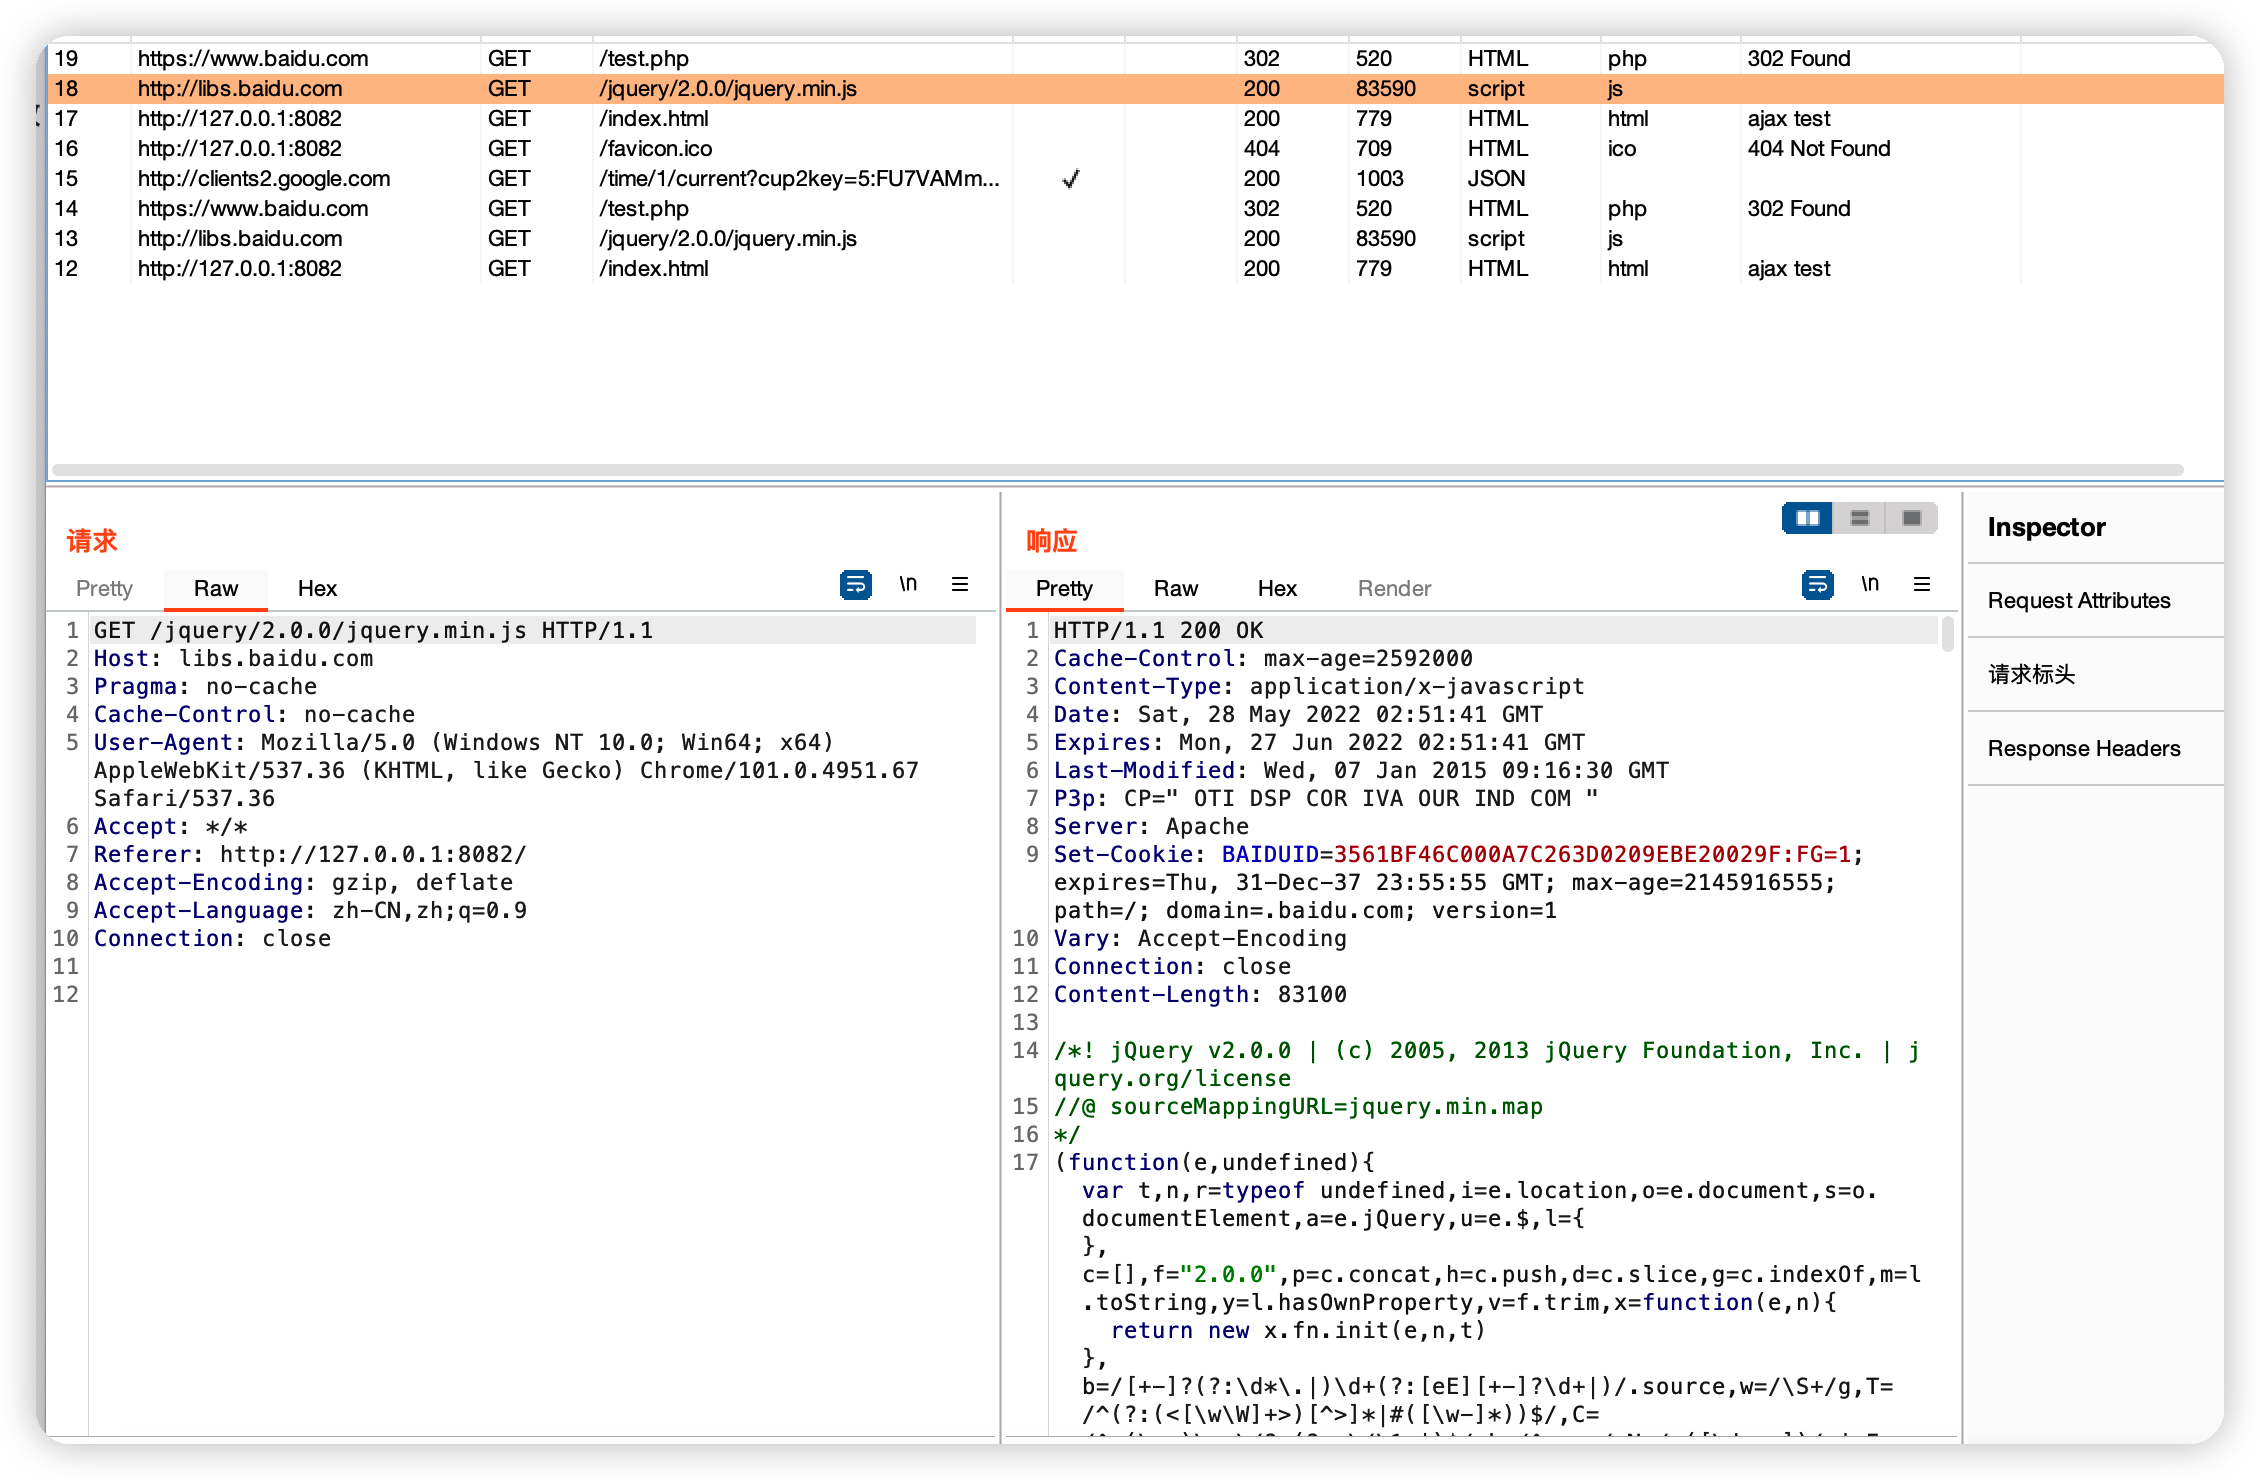 19 https://www.baidu.com GET /test.php 302 520 HTML php 302 Found
18 http://libs.baidu.com GET /jquery/2.0.0/jquery.min.js 200 83590 script js
17 http://127.0.0.1:8082 GET /index.html 200 779 HTML html ajax test
16 http://127.0.0.1:8082 GET /favicon.ico 404 709 HTML ico 404 Not Found
15 http://clients2.google.com GET /time/1/current?cup2key=5:FU7VAMm... ✓ 200 1003 JSON
14 https://www.baidu.com GET /test.php 302 520 HTML php 302 Found
13 http://libs.baidu.com GET /jquery/2.0.0/jquery.min.js 200 83590 script js
12 http://127.0.0.1:8082 GET /index.html 200 779 HTML html ajax test
请求
Pretty Raw Hex \n
1 GET /jquery/2.0.0/jquery.min.js HTTP/1.1
2 Host: libs.baidu.com
3 Pragma: no-cache
4 Cache-Control: no-cache
5 User-Agent: Mozilla/5.0 (Windows NT 10.0; Win64; x64)
AppleWebKit/537.36 (KHTML, like Gecko) Chrome/101.0.4951.67
Safari/537.36
6 Accept: */*
7 Referer: http://127.0.0.1:8082/
8 Accept-Encoding: gzip, deflate
9 Accept-Language: zh-CN,zh;q=0.9
10 Connection: close
11
12
响应
Pretty Raw Hex Render \n
1 HTTP/1.1 200 OK
2 Cache-Control: max-age=2592000
3 Content-Type: application/x-javascript
4 Date: Sat, 28 May 2022 02:51:41 GMT
5 Expires: Mon, 27 Jun 2022 02:51:41 GMT
6 Last-Modified: Wed, 07 Jan 2015 09:16:30 GMT
7 P3p: CP=" OTI DSP COR IVA OUR IND COM "
8 Server: Apache
9 Set-Cookie: BAIDUID=3561BF46C000A7C263D0209EBE20029F:FG=1;
expires=Thu, 31-Dec-37 23:55:55 GMT; max-age=2145916555;
path=/; domain=.baidu.com; version=1
10 Vary: Accept-Encoding
11 Connection: close
12 Content-Length: 83100
13
14 /*! jQuery v2.0.0 | (c) 2005, 2013 jQuery Foundation, Inc. | j
query.org/license
15 //@ sourceMappingURL=jquery.min.map
16 */
17 (function(e,undefined){
var t,n,r=typeof undefined,i=e.location,o=e.document,s=o.
documentElement,a=e.jQuery,u=e.$,l={
},
c=[],f="2.0.0",p=c.concat,h=c.push,d=c.slice,g=c.indexOf,m=l
.toString,y=l.hasOwnProperty,v=f.trim,x=function(e,n){
return new x.fn.init(e,n,t)
},
b=/[+-]?(?:\d*\.|)\d+(?:[eE][+-]?\d+|)/.source,w=/\S+/g,T=
/^(?:(<[\w\W]+>)[^>]*|#([\w-]*))$/,C=
Inspector
Request Attributes
请求标头
Response Headers